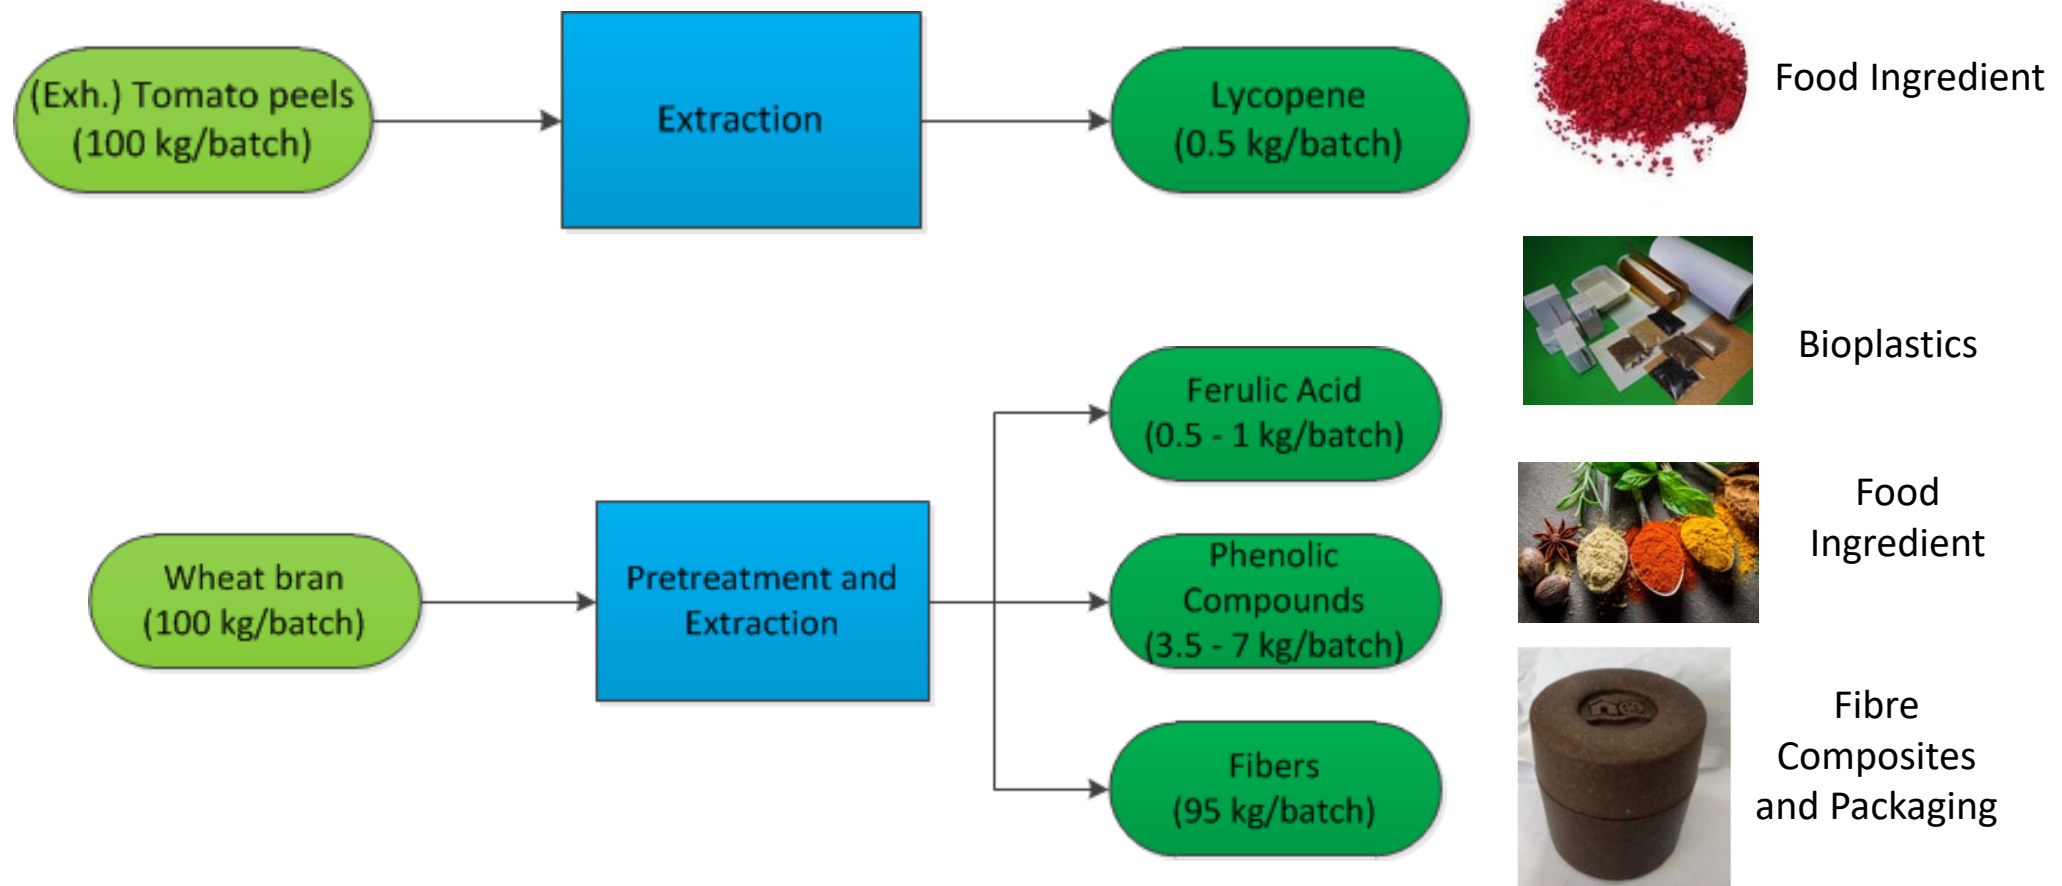 (Exh.) Tomato peels
(100 kg/batch)
Extraction
Lycopene
(0.5 kg/batch)
Food Ingredient
Bioplastics
Ferulic Acid
(0.5 - 1 kg/batch)
Food
Ingredient
Wheat bran
(100 kg/batch)
Pretreatment and
Extraction
Phenolic
Compounds
(3.5 - 7 kg/batch)
Fibers
(95 kg/batch)
Fibre
Composites
and Packaging